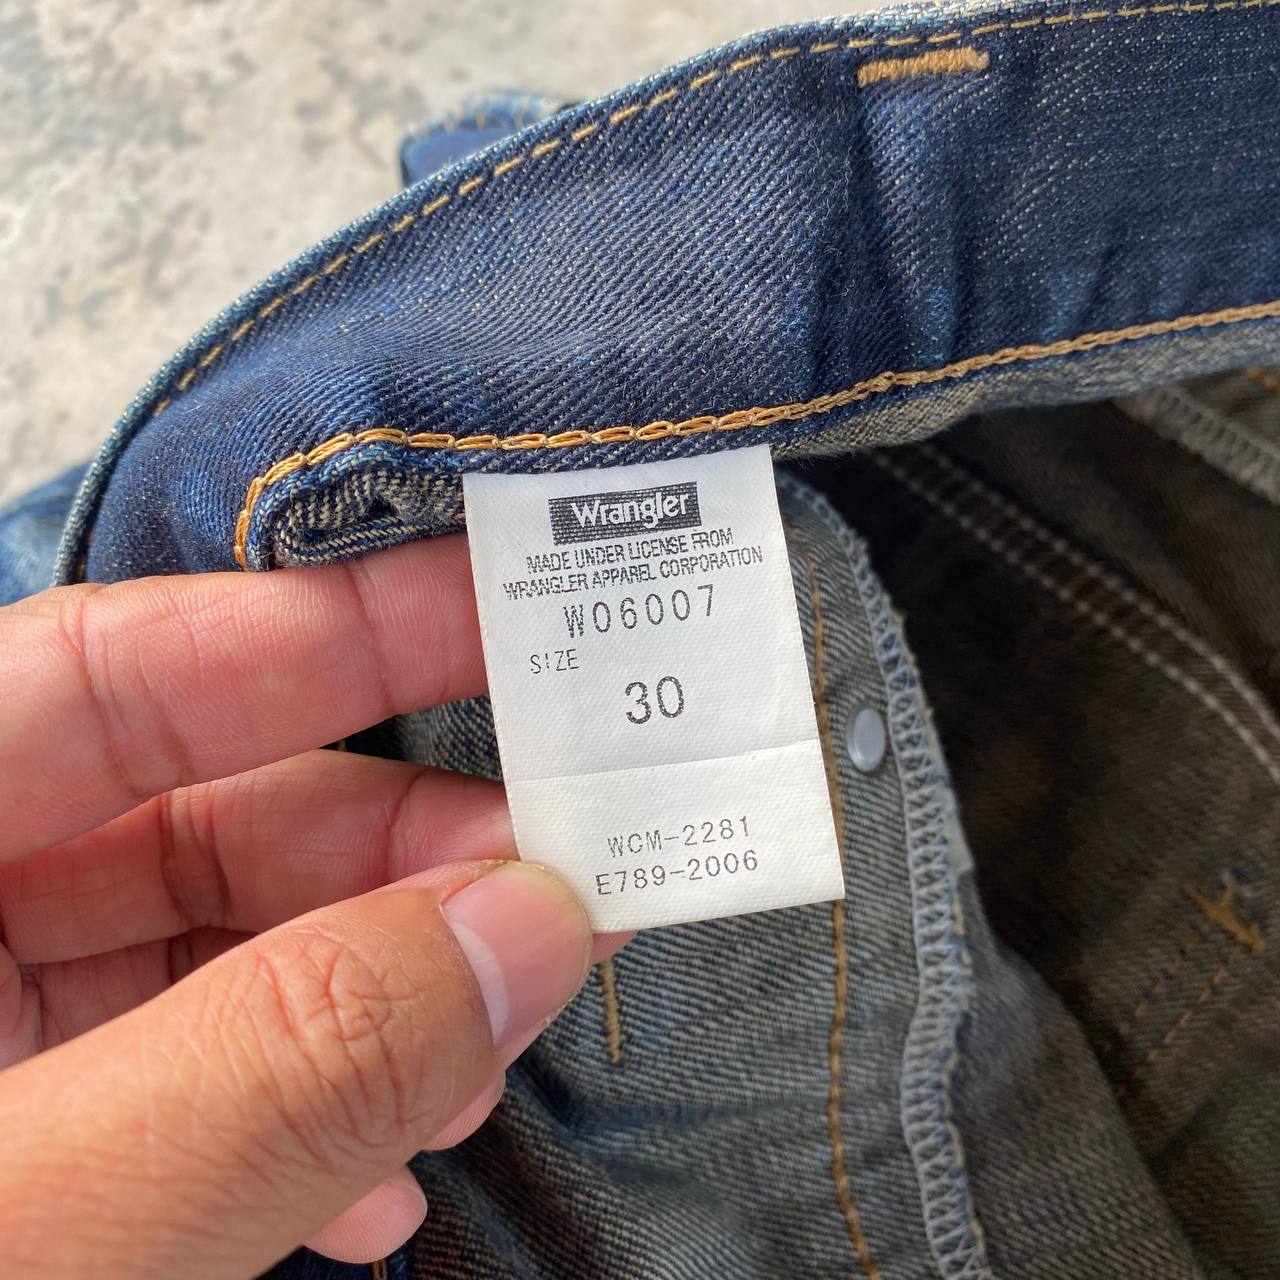 Wrangler
MADE UNDER LICENSE FROM
WRANGLER APPAREL CORPORATION
W06007
SIZE
30
WCM-2281
E789-2006